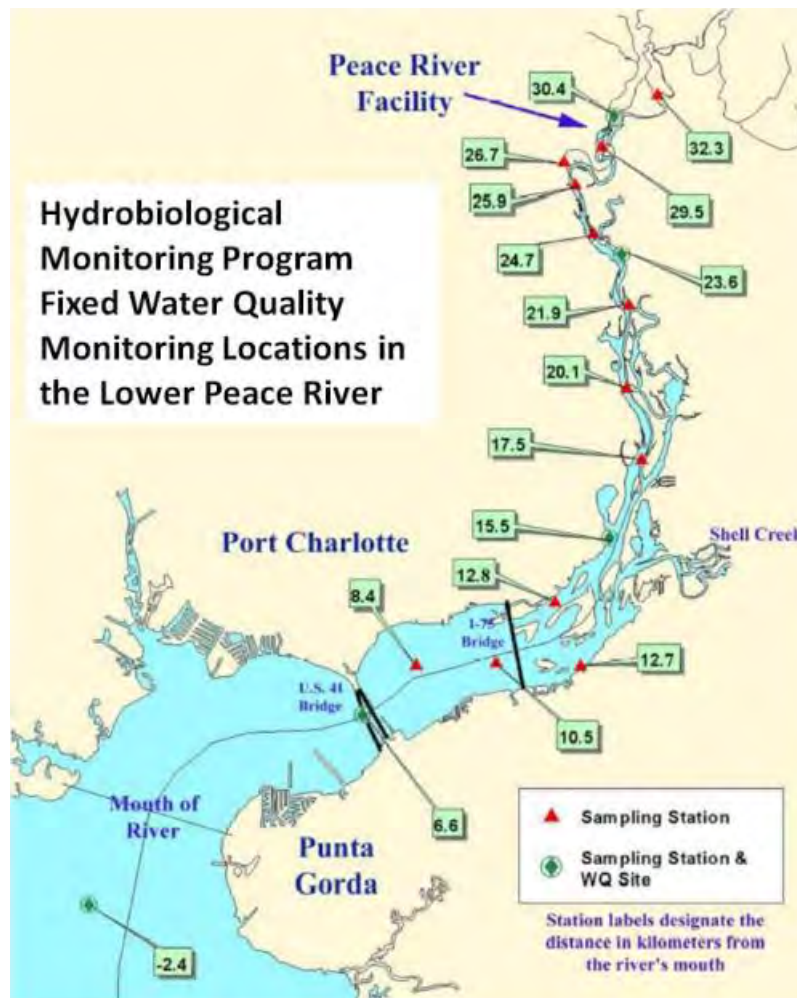 Peace River
Facility
30.4
32.3
26.7
29.5
25.9
Hydrobiological
Monitoring Program
Fixed Water Quality
Monitoring Locations in
the Lower Peace River
24.7
23.6
21.9
20.1
17.5
15.5
Shell Creek
Port Charlotte
12.8
8.4
I-75
Bridge
12.7
U.S. 41
Bridge
10.5
Mouth of
River
6.6
Punta
Gorda
Sampling Station
Sampling Station &
WQ Site
-2.4
Station labels designate the
distance in kilometers from
the river's mouth